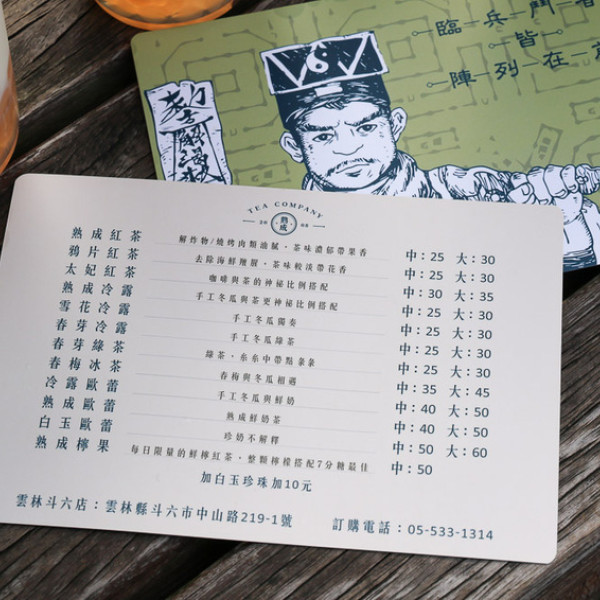 臨兵鬥者
皆
陣列在前
TEA COMPANY
熟成
熟成紅茶 解炸物/燒烤肉類油膩・茶味濃郁帶果香 中：25 大：30
鴉片紅茶 去除海鮮羶腥・茶味較淡帶花香 中：25 大：30
太妃紅茶 咖啡與茶的神祕比例搭配 中：30 大：35
熟成冷露 手工冬瓜與茶更神祕比例搭配 中：25 大：30
雪花冷露 手工冬瓜獨奏 中：25 大：30
春芽冷露 手工冬瓜綠茶 中：25 大：30
春芽綠茶 綠茶・糸糸中帶點 中：25 大：30
春梅冰茶 春梅與冬瓜相遇 中：35 大：45
冷露歐蕾 手工冬瓜與鮮奶 中：40 大：50
熟成歐蕾 熟成鮮奶茶 中：40 大：50
白玉歐蕾 珍奶不解釋 中：50 大：60
熟成檸果 每日限量的鮮檸紅茶・整顆檸檬搭配7分糖最佳 中：50
加白玉珍珠加10元
雲林斗六店：雲林縣斗六市中山路219-1號 訂購電話：05-533-1314